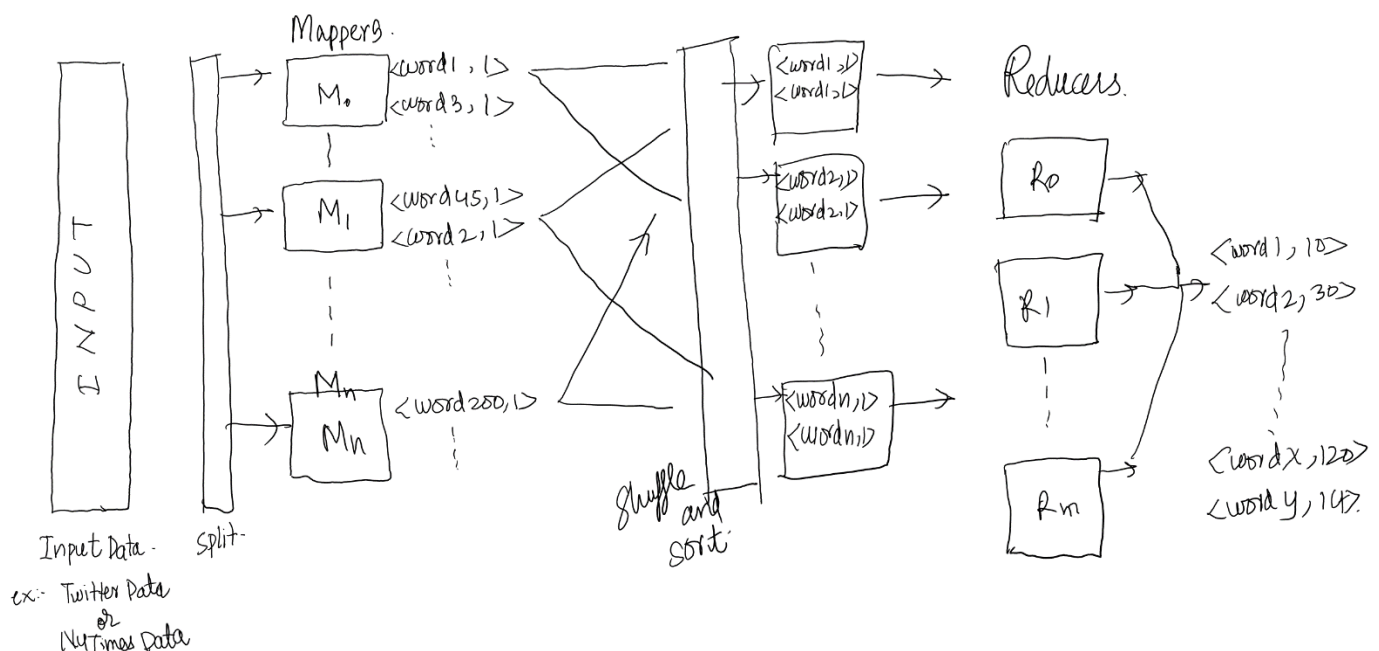 Mappers.
INPUT
Input Data.
ex:- Twitter Data
or
NYTimes Data
Split.
M0
<word1, 1>
<word3, 1>
M1
<word45, 1>
<word2, 1>
Mn
Mn
<word200, 1>
Shuffle
and
sort.
<word1, 1>
<word1, 1>
<word2, 1>
<word2, 1>
<wordn, 1>
<wordn, 1>
Reducers.
R0
R1
Rm
<word1, 10>
<word2, 30>
<wordx, 120>
<wordy, 14>.